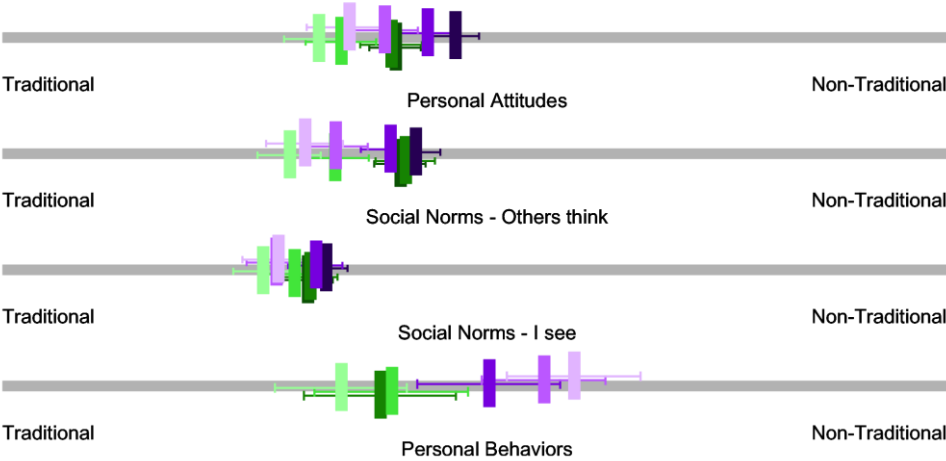 Traditional Non-Traditional
Personal Attitudes
Traditional Non-Traditional
Social Norms - Others think
Traditional Non-Traditional
Social Norms - I see
Traditional Non-Traditional
Personal Behaviors